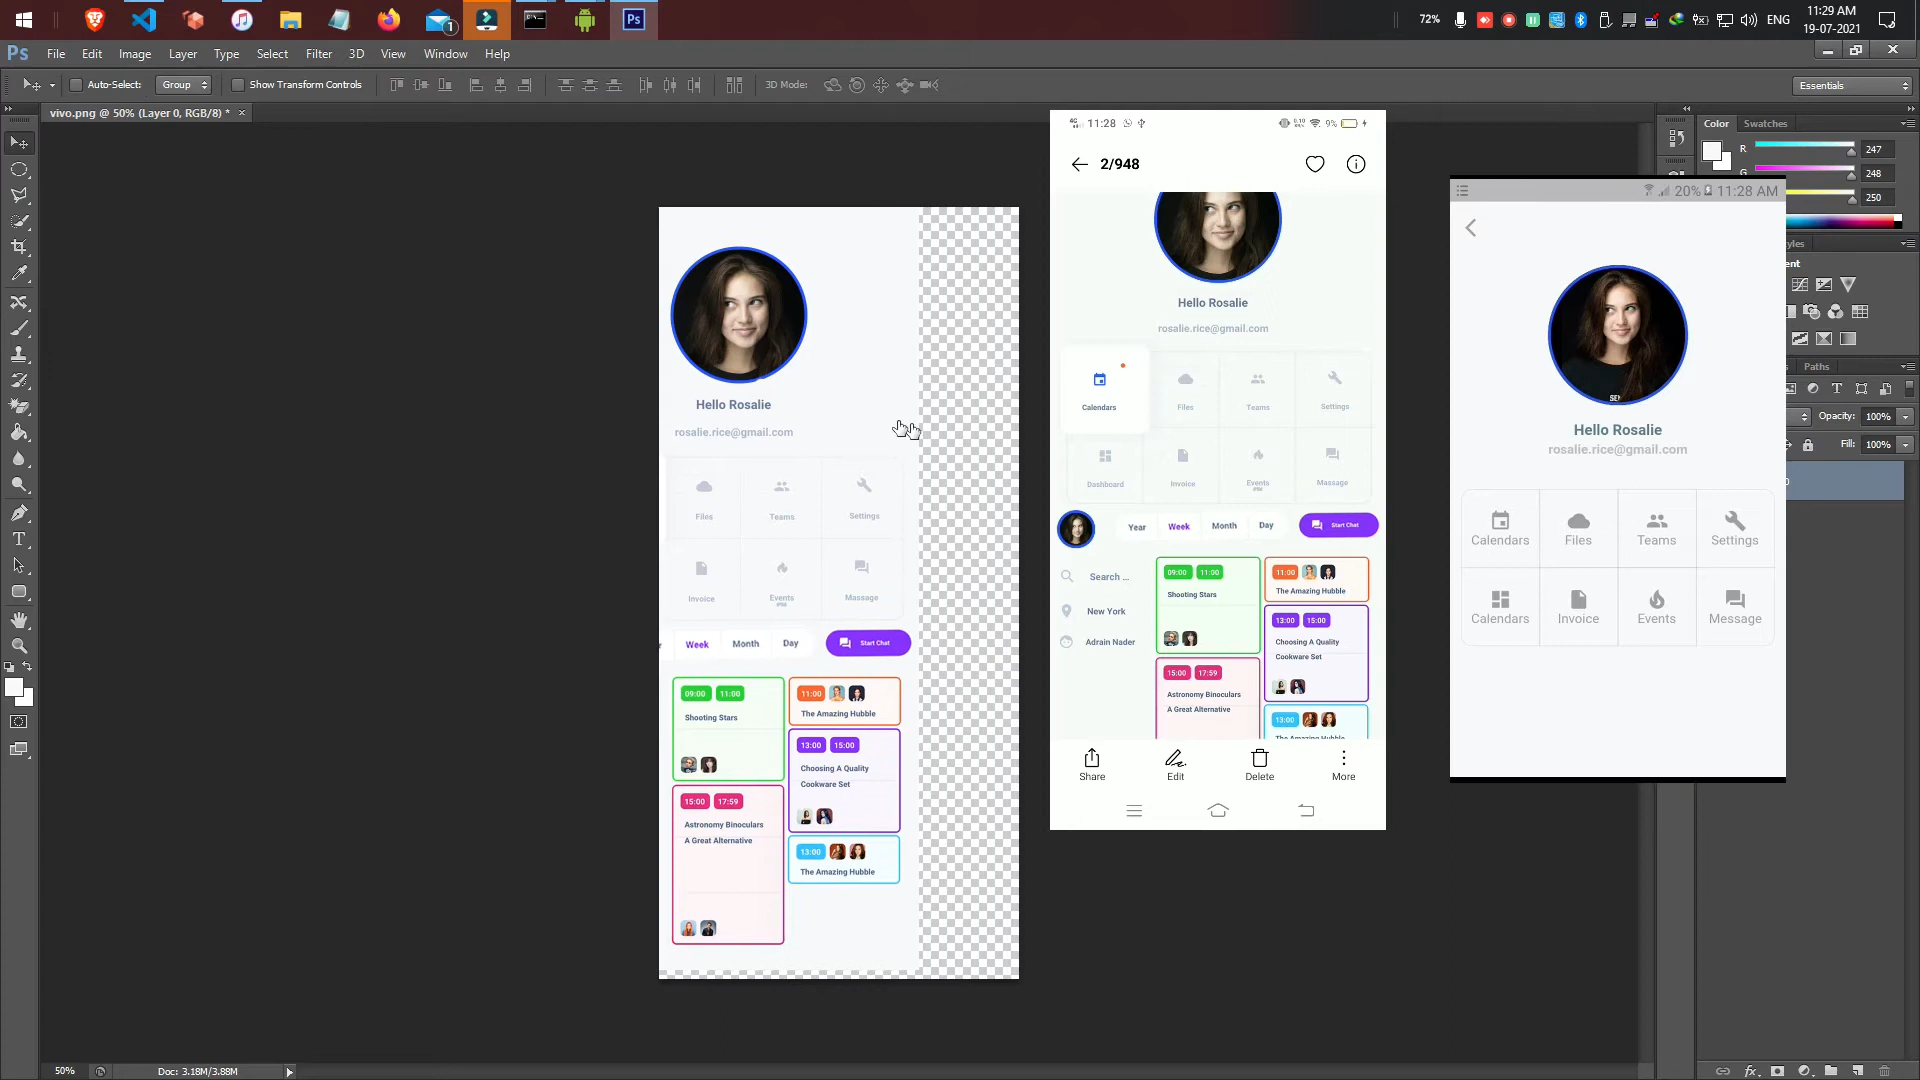 72%
ENG
11:29 AM
19-07-2021
Ps
File Edit Image Layer Type Select Filter 3D View Window Help
Auto-Select: Group Show Transform Controls 3D Mode: Essentials
vivo.png @ 50% (Layer 0, RGB/8) * ×
Hello Rosalie
rosalie.rice@gmail.com
Files Teams Settings
Invoice Events Massage
Week Month Day Start Chat
09:00 11:00
Shooting Stars
11:00
The Amazing Hubble
13:00 15:00
Choosing A Quality
Cookware Set
15:00 17:59
Astronomy Binoculars
A Great Alternative
13:00
The Amazing Hubble
4G 11:28 9%
2/948
Hello Rosalie
rosalie.rice@gmail.com
Calendars Files Teams Settings
Dashboard Invoice Events Massage
Year Week Month Day Start Chat
Search ...
New York
Adrain Nader
09:00 11:00
Shooting Stars
11:00
The Amazing Hubble
13:00 15:00
Choosing A Quality
Cookware Set
15:00 17:59
Astronomy Binoculars
A Great Alternative
13:00
The Amazing Hubble
Share Edit Delete More
20% 11:28 AM
Hello Rosalie
rosalie.rice@gmail.com
Calendars Files Teams Settings
Calendars Invoice Events Message
Color Swatches
R 247
G 248
250
Paths
Opacity: 100%
Fill: 100%
50% Doc: 3.18M/3.88M